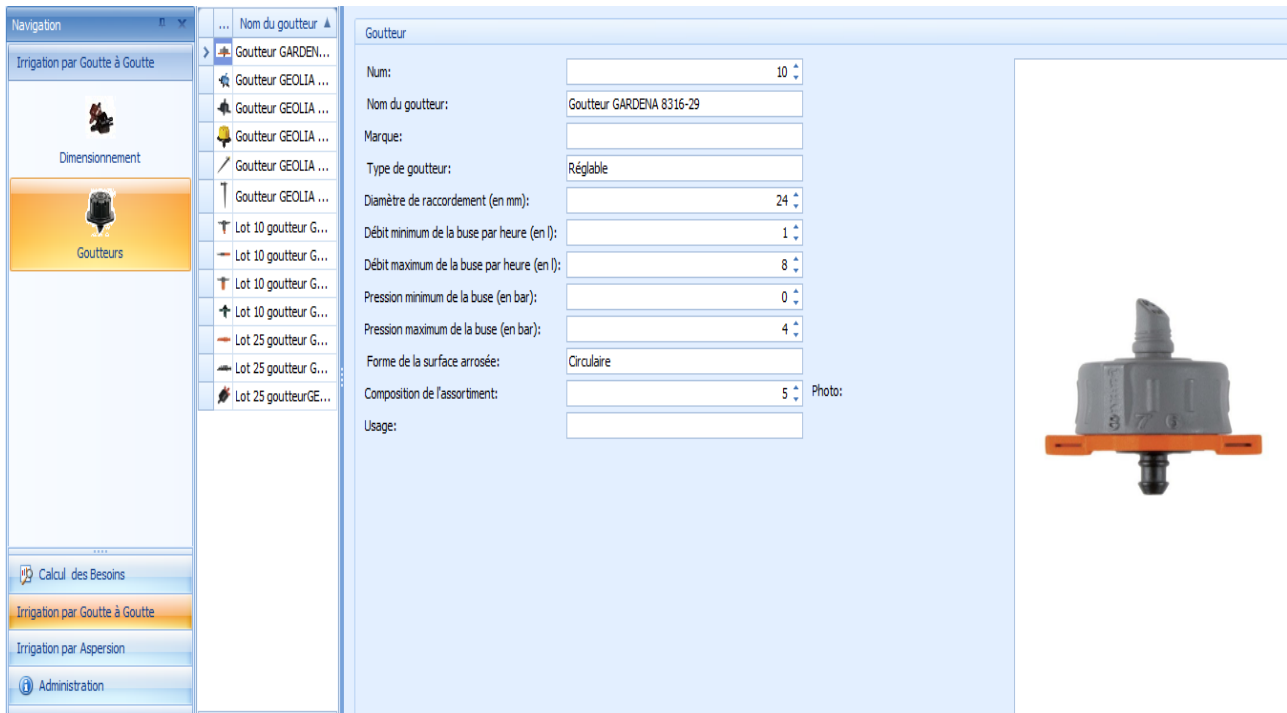 Navigation
Irrigation par Goutte à Goutte
Dimensionnement
Goutteurs
Calcul des Besoins
Irrigation par Goutte à Goutte
Irrigation par Aspersion
Administration
... Nom du goutteur
Goutteur GARDEN...
Goutteur GEOLIA ...
Goutteur GEOLIA ...
Goutteur GEOLIA ...
Goutteur GEOLIA ...
Goutteur GEOLIA ...
Lot 10 goutteur G...
Lot 10 goutteur G...
Lot 10 goutteur G...
Lot 10 goutteur G...
Lot 25 goutteur G...
Lot 25 goutteur G...
Lot 25 goutteurGE...
Goutteur
Num: 10
Nom du goutteur: Goutteur GARDENA 8316-29
Marque:
Type de goutteur: Réglable
Diamètre de raccordement (en mm): 24
Débit minimum de la buse par heure (en l): 1
Débit maximum de la buse par heure (en l): 8
Pression minimum de la buse (en bar): 0
Pression maximum de la buse (en bar): 4
Forme de la surface arrosée: Circulaire
Composition de l'assortiment: 5 Photo:
Usage: